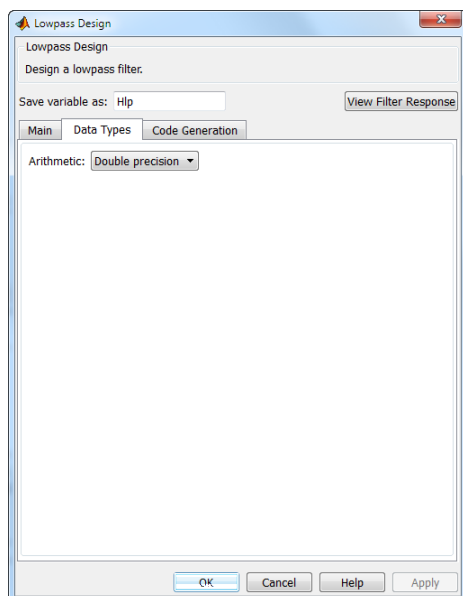 Lowpass Design
Lowpass Design
Design a lowpass filter.
Save variable as: Hlp View Filter Response
Main Data Types Code Generation
Arithmetic: Double precision
OK Cancel Help Apply